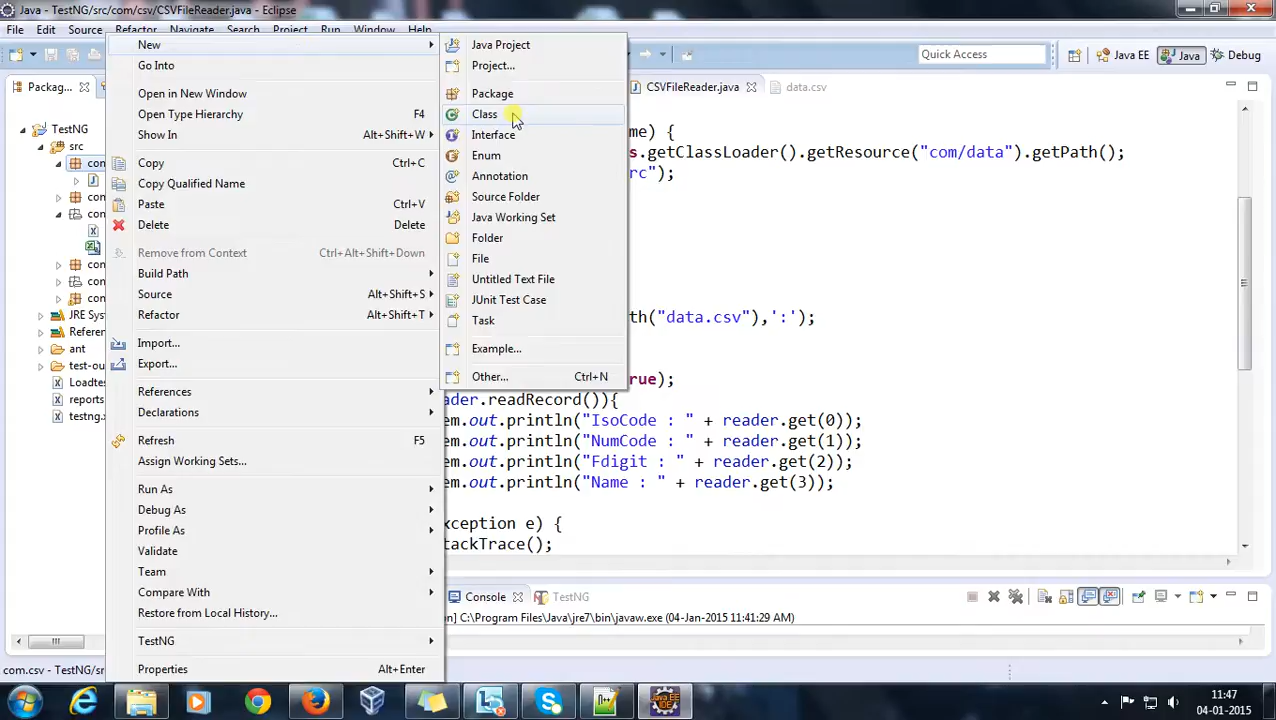 Java - TestNG/src/com/csv/CSVFileReader.java - Eclipse
File Edit Source Refactor Navigate Search Project Run Window Help
Quick Access Java EE Java Debug
Packag... CSVFileReader.java data.csv
TestNG
src
com
com
com
com
com
com
JRE Sys
Referen
ant
test-ou
Loadtes
reports
testng.x
New
Go Into
Open in New Window
Open Type Hierarchy F4
Show In Alt+Shift+W
Copy Ctrl+C
Copy Qualified Name
Paste Ctrl+V
Delete Delete
Remove from Context Ctrl+Alt+Shift+Down
Build Path
Source Alt+Shift+S
Refactor Alt+Shift+T
Import...
Export...
References
Declarations
Refresh F5
Assign Working Sets...
Run As
Debug As
Profile As
Validate
Team
Compare With
Restore from Local History...
TestNG
Properties Alt+Enter
Java Project
Project...
Package
Class
Interface
Enum
Annotation
Source Folder
Java Working Set
Folder
File
Untitled Text File
JUnit Test Case
Task
Example...
Other... Ctrl+N
me) {
s.getClassLoader().getResource("com/data").getPath();
rc");
th("data.csv"),':');
rue);
ader.readRecord()){
em.out.println("IsoCode : " + reader.get(0));
em.out.println("NumCode : " + reader.get(1));
em.out.println("Fdigit : " + reader.get(2));
em.out.println("Name : " + reader.get(3));
xception e) {
tackTrace();
Console TestNG
on] C:\Program Files\Java\jre7\bin\javaw.exe (04-Jan-2015 11:41:29 AM)
com.csv - TestNG/sr
11:47
04-01-2015